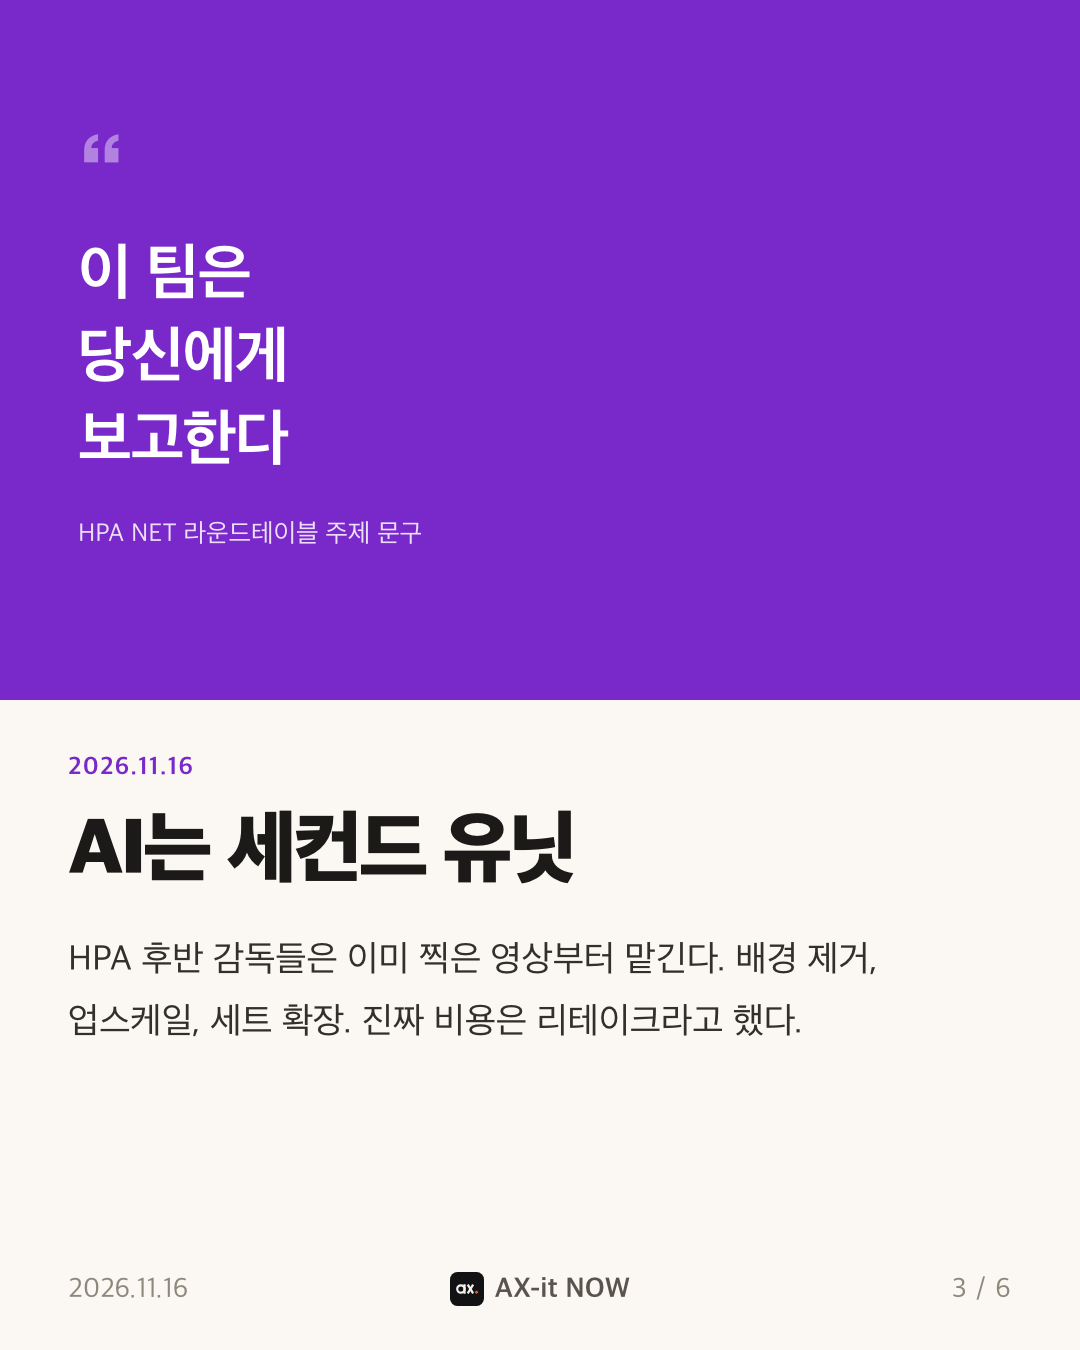 “
이 팀은
당신에게
보고한다
HPA NET 라운드테이블 주제 문구
2026.11.16
AI는 세컨드 유닛
HPA 후반 감독들은 이미 찍은 영상부터 맡긴다. 배경 제거,
업스케일, 세트 확장. 진짜 비용은 리테이크라고 했다.
2026.11.16
ax. AX-it NOW
3 / 6